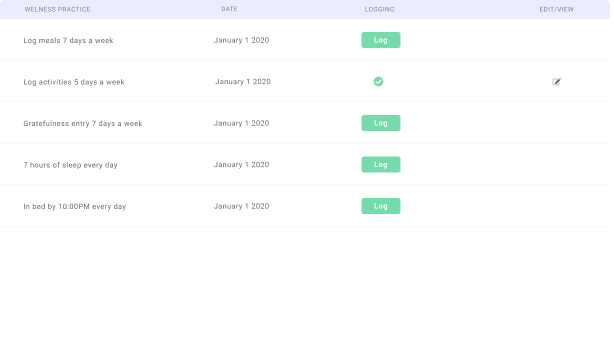 WELNESS PRACTICE DATE LOGGING EDIT/VIEW
Log meals 7 days a week January 1 2020 Log
Log activities 5 days a week January 1 2020
Gratefulness entry 7 days a week January 1 2020 Log
7 hours of sleep every day January 1 2020 Log
In bed by 10:00PM every day January 1 2020 Log